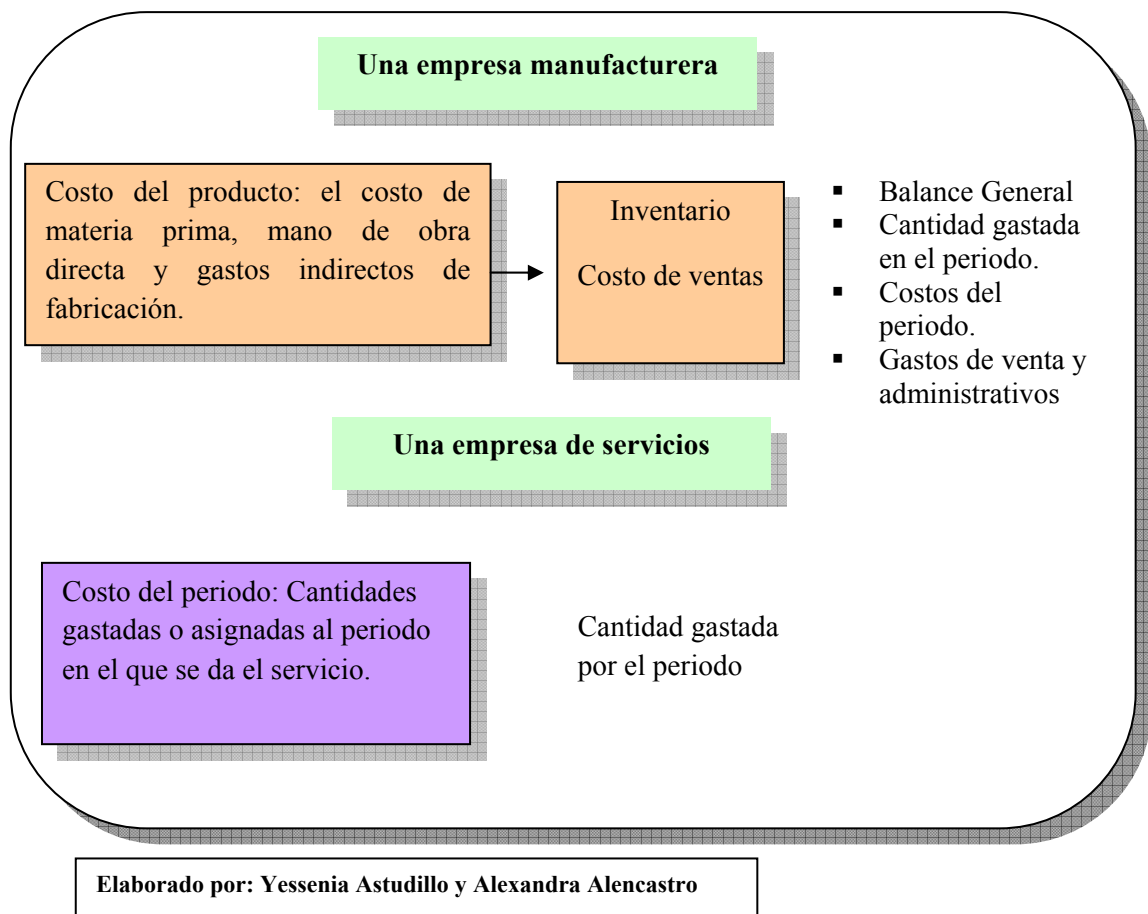 Una empresa manufacturera
Costo del producto: el costo de
materia prima, mano de obra
directa y gastos indirectos de
fabricación.
Inventario
Costo de ventas
▪ Balance General
▪ Cantidad gastada
en el periodo.
▪ Costos del
periodo.
▪ Gastos de venta y
administrativos
Una empresa de servicios
Costo del periodo: Cantidades
gastadas o asignadas al periodo
en el que se da el servicio.
Cantidad gastada
por el periodo
Elaborado por: Yessenia Astudillo y Alexandra Alencastro